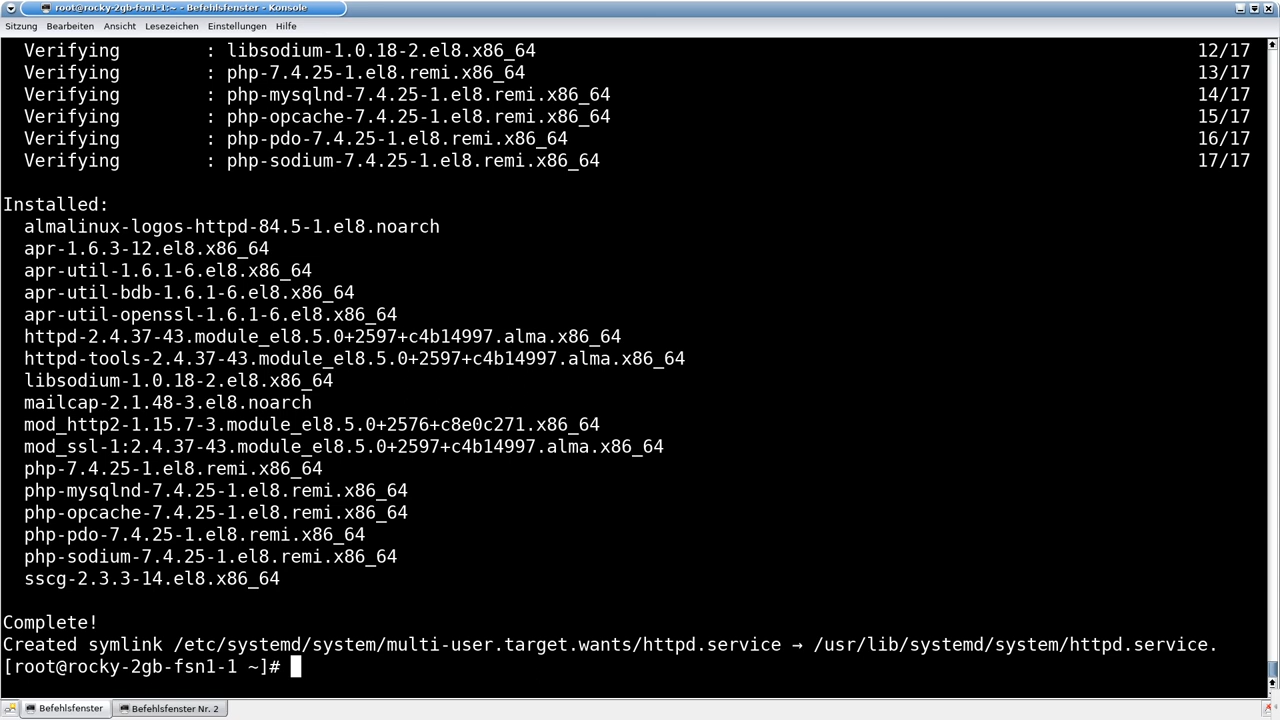 root@rocky-2gb-fsn1-1:~ - Befehlsfenster - Konsole
Sitzung Bearbeiten Ansicht Lesezeichen Einstellungen Hilfe
Verifying : libsodium-1.0.18-2.el8.x86_64 12/17
Verifying : php-7.4.25-1.el8.remi.x86_64 13/17
Verifying : php-mysqlnd-7.4.25-1.el8.remi.x86_64 14/17
Verifying : php-opcache-7.4.25-1.el8.remi.x86_64 15/17
Verifying : php-pdo-7.4.25-1.el8.remi.x86_64 16/17
Verifying : php-sodium-7.4.25-1.el8.remi.x86_64 17/17
Installed:
almalinux-logos-httpd-84.5-1.el8.noarch
apr-1.6.3-12.el8.x86_64
apr-util-1.6.1-6.el8.x86_64
apr-util-bdb-1.6.1-6.el8.x86_64
apr-util-openssl-1.6.1-6.el8.x86_64
httpd-2.4.37-43.module_el8.5.0+2597+c4b14997.alma.x86_64
httpd-tools-2.4.37-43.module_el8.5.0+2597+c4b14997.alma.x86_64
libsodium-1.0.18-2.el8.x86_64
mailcap-2.1.48-3.el8.noarch
mod_http2-1.15.7-3.module_el8.5.0+2576+c8e0c271.x86_64
mod_ssl-1:2.4.37-43.module_el8.5.0+2597+c4b14997.alma.x86_64
php-7.4.25-1.el8.remi.x86_64
php-mysqlnd-7.4.25-1.el8.remi.x86_64
php-opcache-7.4.25-1.el8.remi.x86_64
php-pdo-7.4.25-1.el8.remi.x86_64
php-sodium-7.4.25-1.el8.remi.x86_64
sscg-2.3.3-14.el8.x86_64
Complete!
Created symlink /etc/systemd/system/multi-user.target.wants/httpd.service → /usr/lib/systemd/system/httpd.service.
[root@rocky-2gb-fsn1-1 ~]#
Befehlsfenster Befehlsfenster Nr. 2